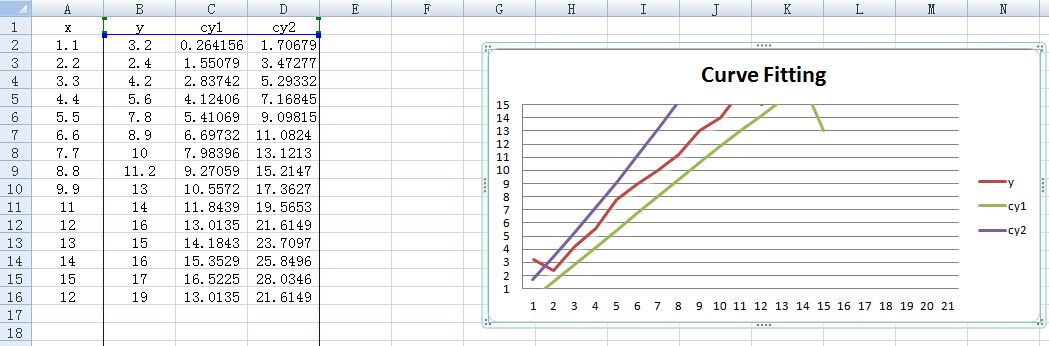 A B C D E F G H I J K L M N
1 x y cy1 cy2
2 1.1 3.2 0.264156 1.70679
3 2.2 2.4 1.55079 3.47277
4 3.3 4.2 2.83742 5.29332
5 4.4 5.6 4.12406 7.16845
6 5.5 7.8 5.41069 9.09815
7 6.6 8.9 6.69732 11.0824
8 7.7 10 7.98396 13.1213
9 8.8 11.2 9.27059 15.2147
10 9.9 13 10.5572 17.3627
11 11 14 11.8439 19.5653
12 12 16 13.0135 21.6149
13 13 15 14.1843 23.7097
14 14 16 15.3529 25.8496
15 15 17 16.5225 28.0346
16 12 19 13.0135 21.6149
17
18
Curve Fitting
15
14
13
12
11
10
9
8
7
6
5
4
3
2
1
1 2 3 4 5 6 7 8 9 10 11 12 13 14 15 16 17 18 19 20 21
y
cy1
cy2